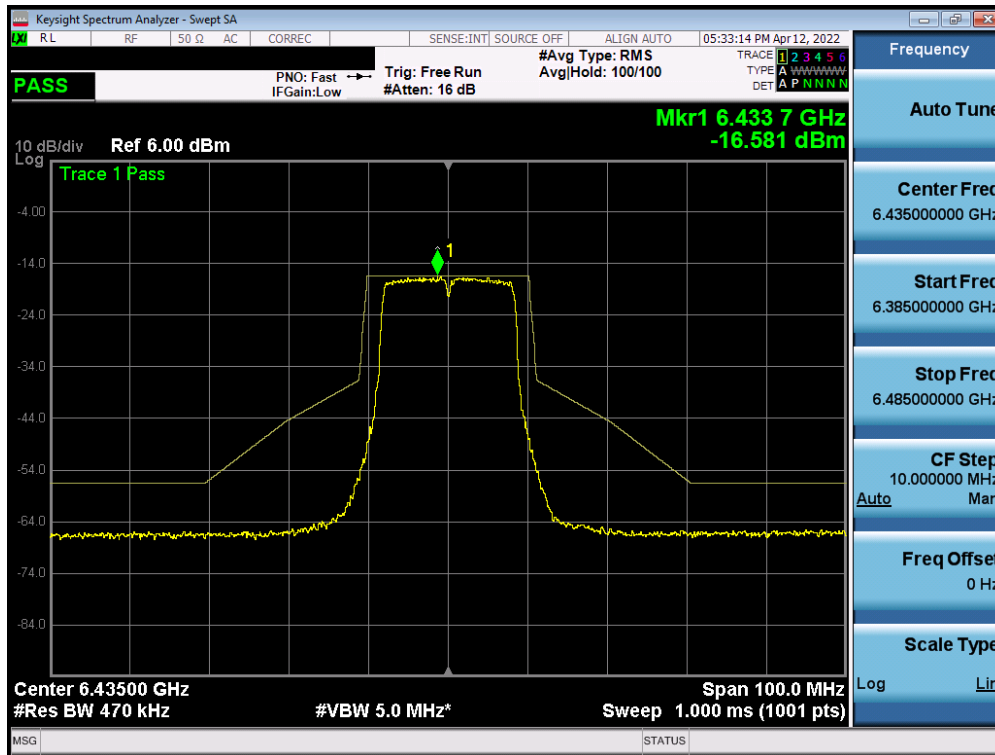 Keysight Spectrum Analyzer - Swept SA
LXI RL RF 50 Ω AC CORREC SENSE:INT SOURCE OFF ALIGN AUTO 05:33:14 PM Apr 12, 2022
PASS
PNO: Fast
IFGain:Low
Trig: Free Run
#Atten: 16 dB
#Avg Type: RMS
Avg|Hold: 100/100
TRACE 1 2 3 4 5 6
TYPE A WWWWW
DET A P N N N N
Mkr1 6.433 7 GHz
-16.581 dBm
10 dB/div Ref 6.00 dBm
Log
Trace 1 Pass
-4.00
1
-14.0
-24.0
-34.0
-44.0
-54.0
-64.0
-74.0
-84.0
Center 6.43500 GHz Span 100.0 MHz
#Res BW 470 kHz #VBW 5.0 MHz* Sweep 1.000 ms (1001 pts)
MSG STATUS
Frequency
Auto Tune
Center Freq
6.435000000 GHz
Start Freq
6.385000000 GHz
Stop Freq
6.485000000 GHz
CF Step
10.000000 MHz
Auto Man
Freq Offset
0 Hz
Scale Type
Log Lin